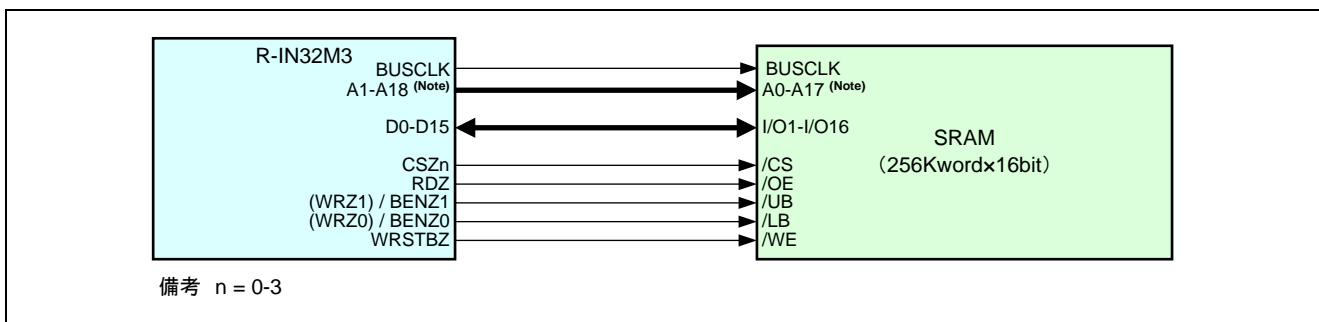 R-IN32M3
BUSCLK
A1-A18 (Note)
D0-D15
CSZn
RDZ
(WRZ1) / BENZ1
(WRZ0) / BENZ0
WRSTBZ
BUSCLK
A0-A17 (Note)
I/O1-I/O16
/CS
/OE
/UB
/LB
/WE
SRAM
（256Kword×16bit）
備考 n = 0-3